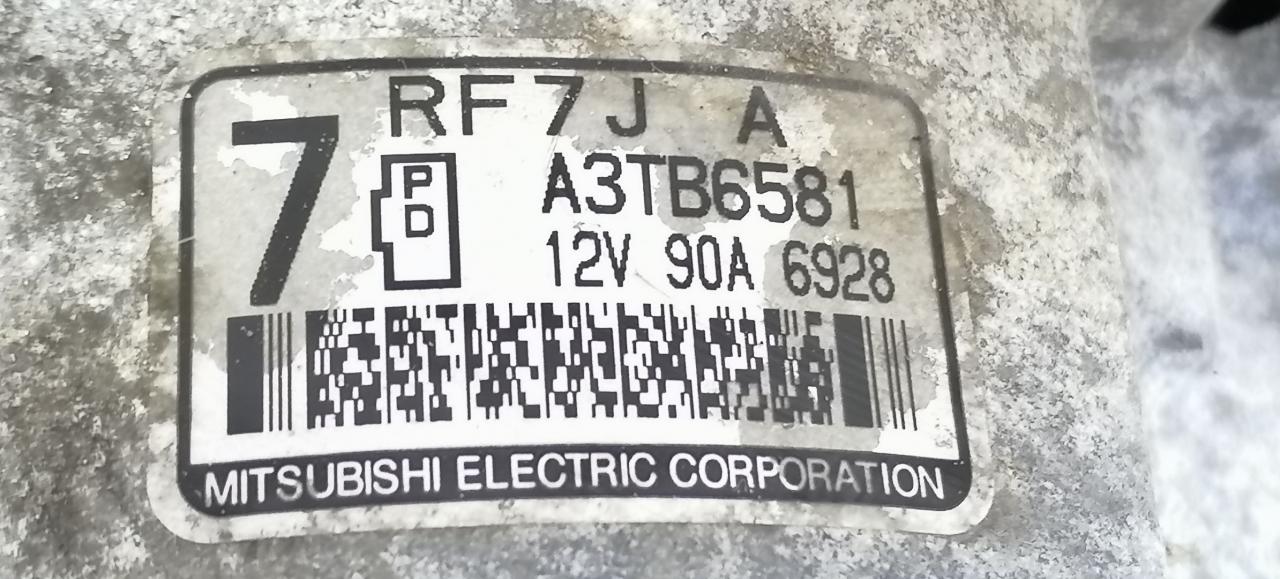 RF7J A
7
P
D
A3TB6581
12V 90A 6928
MITSUBISHI ELECTRIC CORPORATION